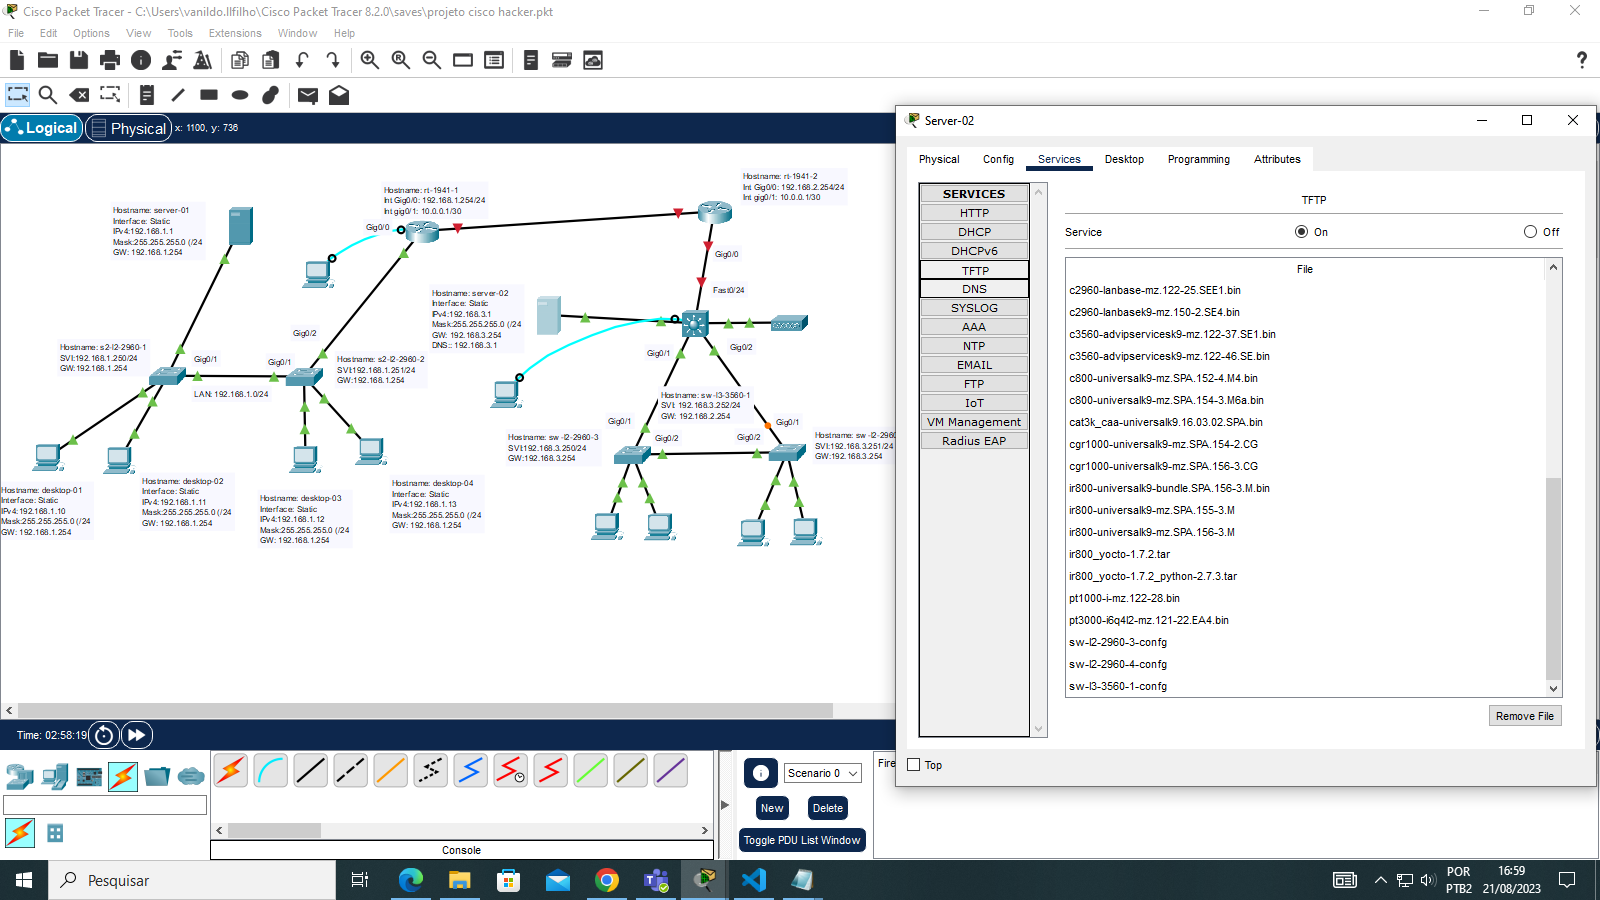 Cisco Packet Tracer - C:\Users\vanildo.llfilho\Cisco Packet Tracer 8.2.0\saves\projeto cisco hacker.pkt
File Edit Options View Tools Extensions Window Help
Logical Physical x: 1100, y: 736
Hostname: server-01
Interface: Static
IPv4:192.168.1.1
Mask:255.255.255.0 (/24
GW: 192.168.1.254
Hostname: rt-1941-1
Int Gig0/0: 192.168.1.254/24
Int gig0/1: 10.0.0.1/30
Gig0/0
Hostname: rt-1941-2
Int Gig0/0: 192.168.2.254/24
Int gig0/1: 10.0.0.1/30
Gig0/0
Fast0/24
Hostname: server-02
Interface: Static
IPv4:192.168.3.1
Mask:255.255.255.0 (/24
GW: 192.168.3.254
DNS:: 192.168.3.1
Gig0/2
Gig0/1
Gig0/2
Hostname: s2-l2-2960-1
SVI:192.168.1.250/24
GW:192.168.1.254
Gig0/1
Gig0/1
Hostname: s2-l2-2960-2
SVI:192.168.1.251/24
GW:192.168.1.254
LAN: 192.168.1.0/24
Hostname: sw-l3-3560-1
SVI: 192.168.3.252/24
GW: 192.168.2.254
Gig0/1
Gig0/2
Gig0/2
Gig0/1
Hostname: sw -l2-2960-3
SVI:192.168.3.250/24
GW:192.168.3.254
Hostname: sw -l2-2960
SVI:192.168.3.251/24
GW:192.168.3.254
Hostname: desktop-01
Interface: Static
IPv4:192.168.1.10
Mask:255.255.255.0 (/24
GW: 192.168.1.254
Hostname: desktop-02
Interface: Static
IPv4:192.168.1.11
Mask:255.255.255.0 (/24
GW: 192.168.1.254
Hostname: desktop-03
Interface: Static
IPv4:192.168.1.12
Mask:255.255.255.0 (/24
GW: 192.168.1.254
Hostname: desktop-04
Interface: Static
IPv4:192.168.1.13
Mask:255.255.255.0 (/24
GW: 192.168.1.254
Server-02
Physical Config Services Desktop Programming Attributes
SERVICES
HTTP
DHCP
DHCPv6
TFTP
DNS
SYSLOG
AAA
NTP
EMAIL
FTP
IoT
VM Management
Radius EAP
TFTP
Service On Off
File
c2960-lanbase-mz.122-25.SEE1.bin
c2960-lanbasek9-mz.150-2.SE4.bin
c3560-advipservicesk9-mz.122-37.SE1.bin
c3560-advipservicesk9-mz.122-46.SE.bin
c800-universalk9-mz.SPA.152-4.M4.bin
c800-universalk9-mz.SPA.154-3.M6a.bin
cat3k_caa-universalk9.16.03.02.SPA.bin
cgr1000-universalk9-mz.SPA.154-2.CG
cgr1000-universalk9-mz.SPA.156-3.CG
ir800-universalk9-bundle.SPA.156-3.M.bin
ir800-universalk9-mz.SPA.155-3.M
ir800-universalk9-mz.SPA.156-3.M
ir800_yocto-1.7.2.tar
ir800_yocto-1.7.2_python-2.7.3.tar
pt1000-i-mz.122-28.bin
pt3000-i6q4l2-mz.121-22.EA4.bin
sw-l2-2960-3-confg
sw-l2-2960-4-confg
sw-l3-3560-1-confg
Remove File
Top
Time: 02:58:19
Console
Scenario 0
New Delete
Toggle PDU List Window
Fire
Pesquisar
POR
PTB2
16:59
21/08/2023